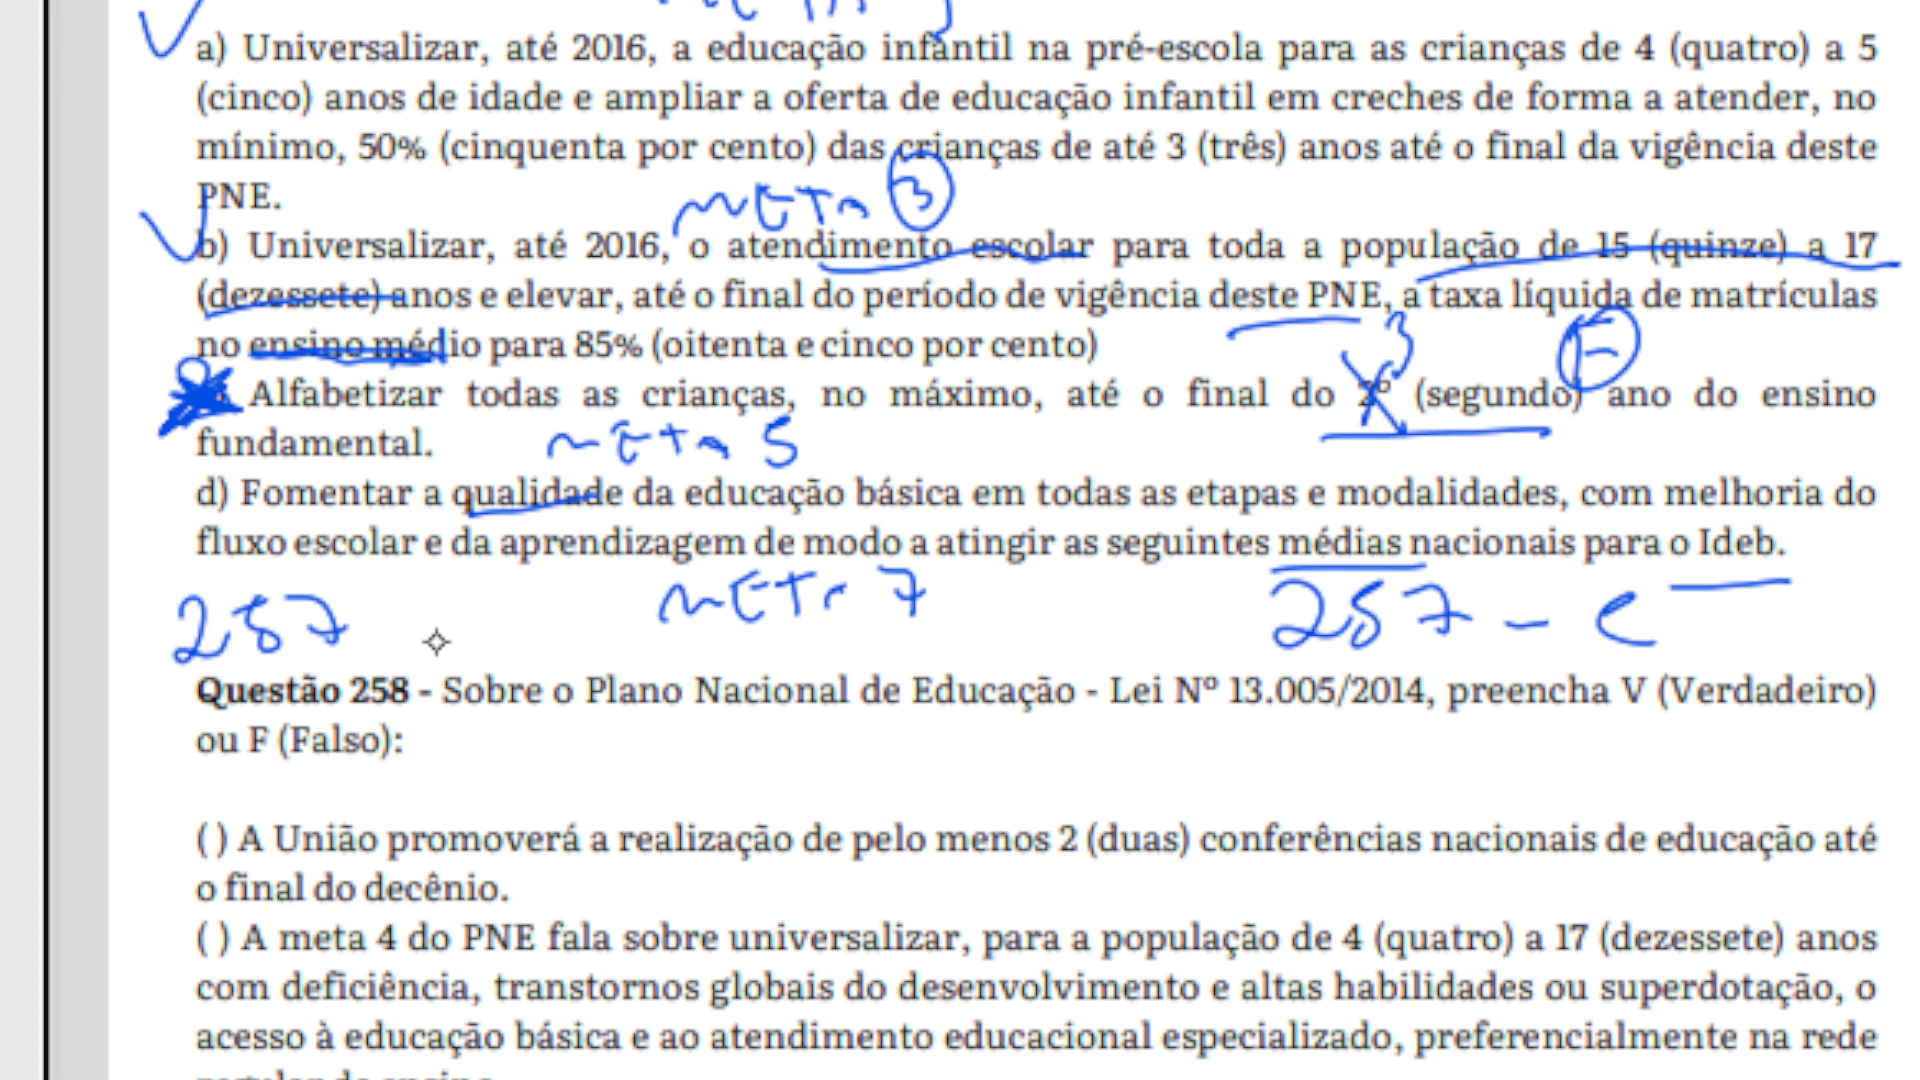 a) Universalizar, até 2016, a educação infantil na pré-escola para as crianças de 4 (quatro) a 5
(cinco) anos de idade e ampliar a oferta de educação infantil em creches de forma a atender, no
mínimo, 50% (cinquenta por cento) das crianças de até 3 (três) anos até o final da vigência deste
PNE.
META 3
b) Universalizar, até 2016, o atendimento escolar para toda a população de 15 (quinze) a 17
(dezessete) anos e elevar, até o final do período de vigência deste PNE, a taxa líquida de matrículas
no ensino médio para 85% (oitenta e cinco por cento)
3 F
Alfabetizar todas as crianças, no máximo, até o final do 2º (segundo) ano do ensino
fundamental.
META 5
d) Fomentar a qualidade da educação básica em todas as etapas e modalidades, com melhoria do
fluxo escolar e da aprendizagem de modo a atingir as seguintes médias nacionais para o Ideb.
257 META 7 257 - C
Questão 258 - Sobre o Plano Nacional de Educação - Lei Nº 13.005/2014, preencha V (Verdadeiro)
ou F (Falso):
( ) A União promoverá a realização de pelo menos 2 (duas) conferências nacionais de educação até
o final do decênio.
( ) A meta 4 do PNE fala sobre universalizar, para a população de 4 (quatro) a 17 (dezessete) anos
com deficiência, transtornos globais do desenvolvimento e altas habilidades ou superdotação, o
acesso à educação básica e ao atendimento educacional especializado, preferencialmente na rede